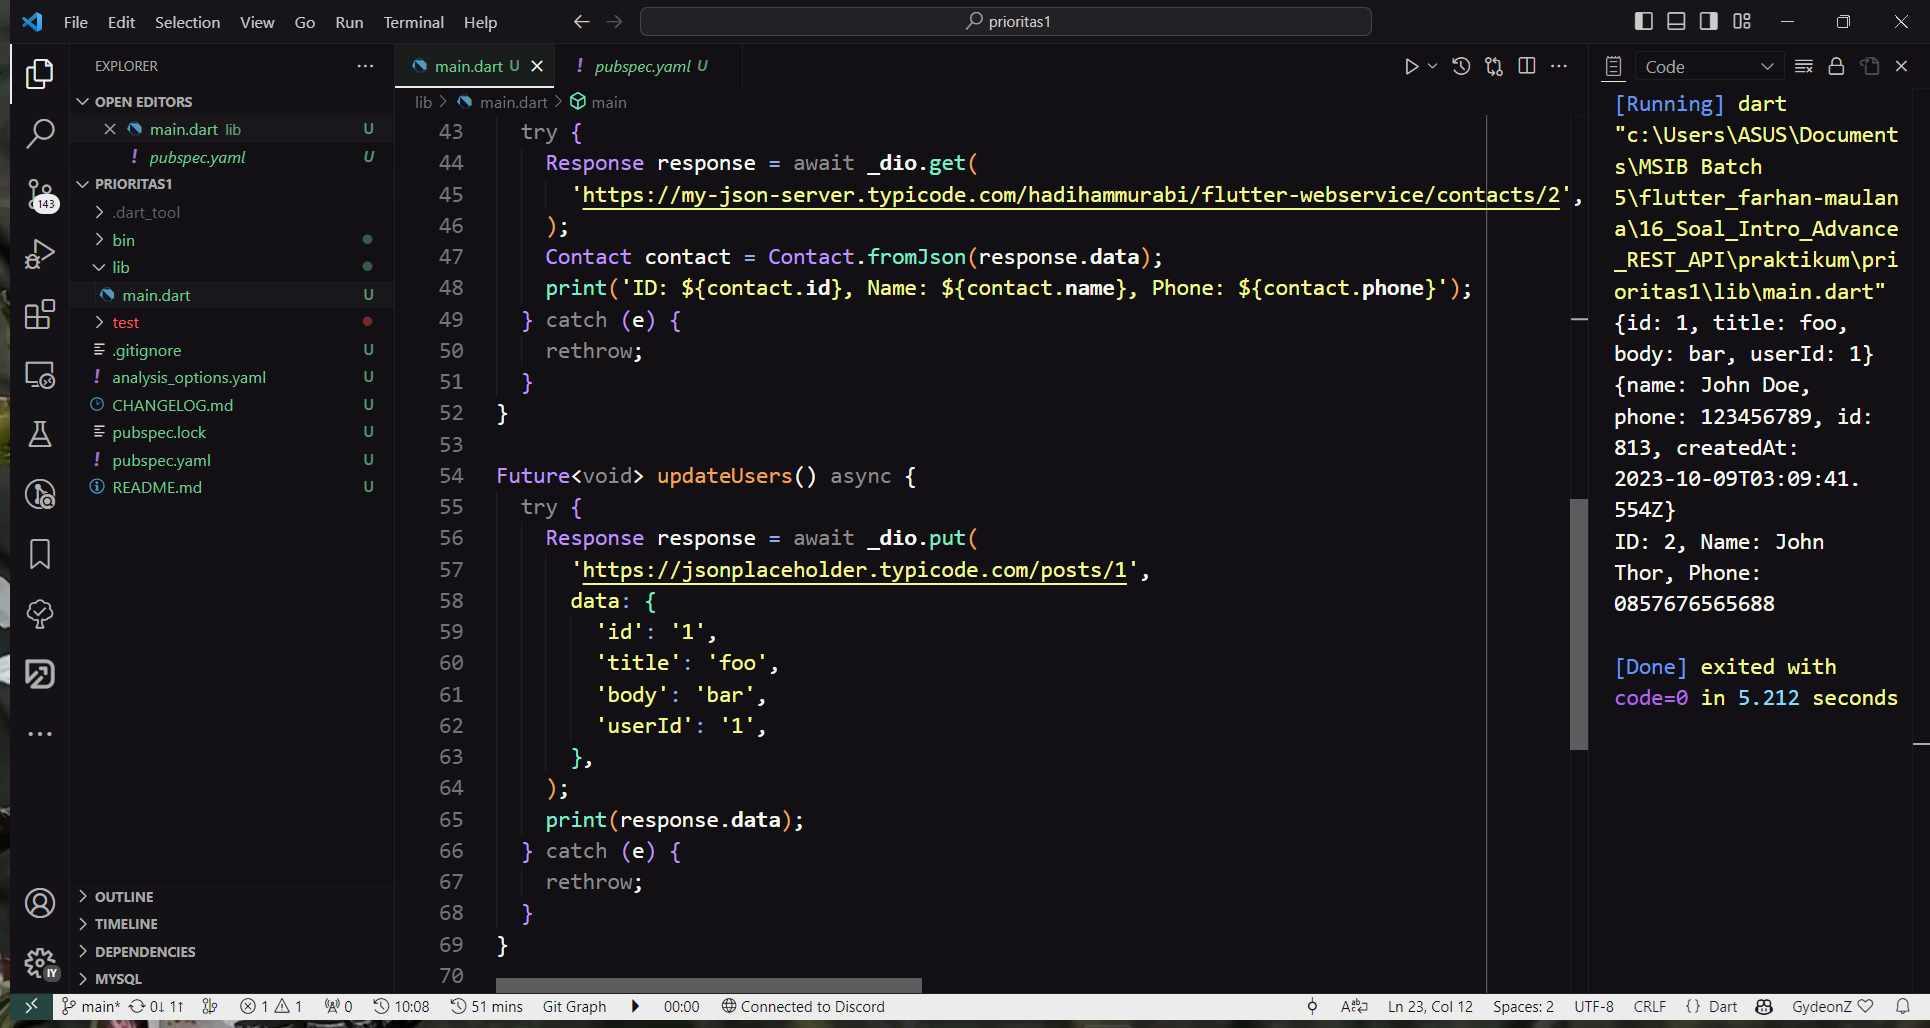 File Edit Selection View Go Run Terminal Help
prioritas1
EXPLORER
OPEN EDITORS
main.dart lib U
! pubspec.yaml U
PRIORITAS1
.dart_tool
bin
lib
main.dart U
test
.gitignore U
! analysis_options.yaml U
CHANGELOG.md U
pubspec.lock U
! pubspec.yaml U
README.md U
OUTLINE
TIMELINE
DEPENDENCIES
MYSQL
143
IY
main.dart U
! pubspec.yaml U
lib > main.dart > main
43 try {
44 Response response = await _dio.get(
45 'https://my-json-server.typicode.com/hadihammurabi/flutter-webservice/contacts/2',
46 );
47 Contact contact = Contact.fromJson(response.data);
48 print('ID: ${contact.id}, Name: ${contact.name}, Phone: ${contact.phone}');
49 } catch (e) {
50 rethrow;
51 }
52 }
53
54 Future<void> updateUsers() async {
55 try {
56 Response response = await _dio.put(
57 'https://jsonplaceholder.typicode.com/posts/1',
58 data: {
59 'id': '1',
60 'title': 'foo',
61 'body': 'bar',
62 'userId': '1',
63 },
64 );
65 print(response.data);
66 } catch (e) {
67 rethrow;
68 }
69 }
70
Code
[Running] dart
"c:\Users\ASUS\Document
s\MSIB Batch
5\flutter_farhan-maulan
a\16_Soal_Intro_Advance
_REST_API\praktikum\pri
oritas1\lib\main.dart"
{id: 1, title: foo,
body: bar, userId: 1}
{name: John Doe,
phone: 123456789, id:
813, createdAt:
2023-10-09T03:09:41.
554Z}
ID: 2, Name: John
Thor, Phone:
0857676565688
[Done] exited with
code=0 in 5.212 seconds
main* 0↓ 1↑ 1 1 0 10:08 51 mins Git Graph 00:00 Connected to Discord Ln 23, Col 12 Spaces: 2 UTF-8 CRLF {} Dart GydeonZ